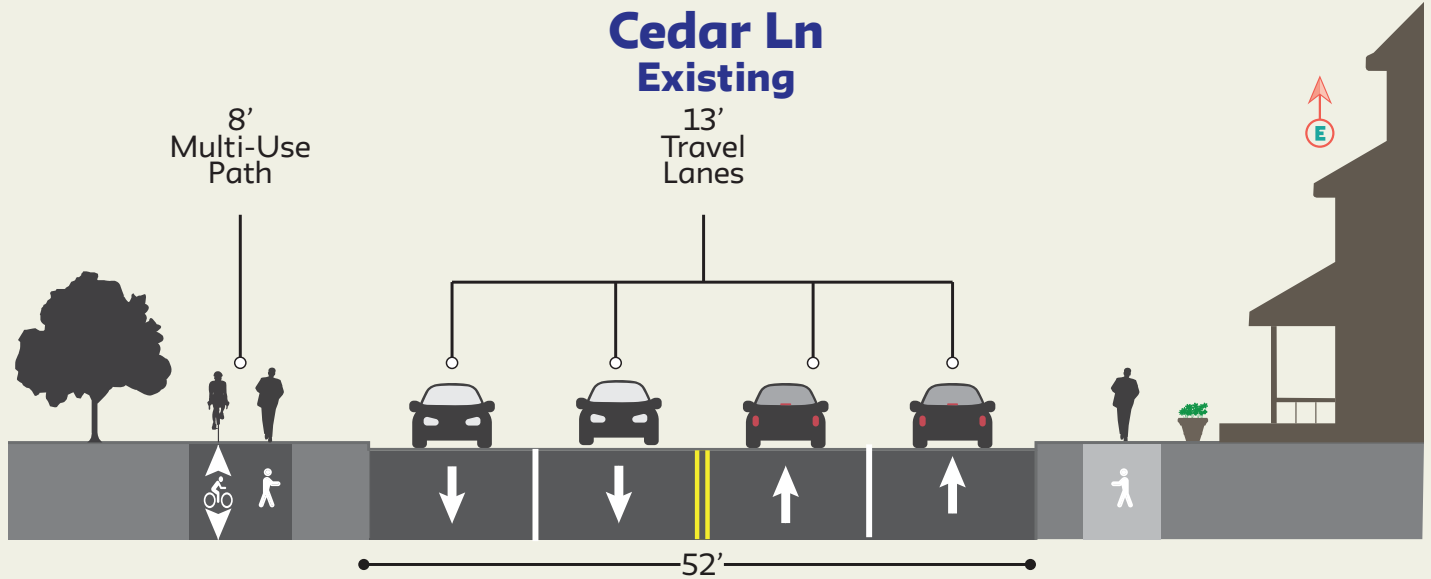 Cedar Ln
Existing
8’
Multi-Use
Path
13’
Travel
Lanes
E
52’